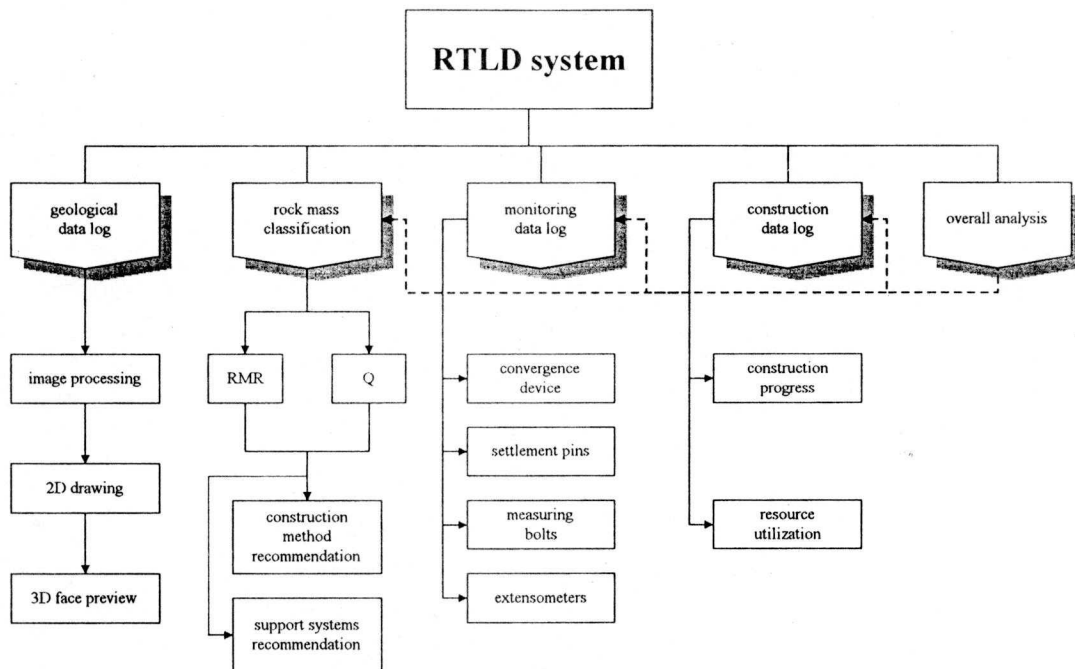 RTLD system
geological
data log
rock mass
classification
monitoring
data log
construction
data log
overall analysis
image processing
RMR
Q
convergence
device
construction
progress
2D drawing
settlement pins
construction
method
recommendation
measuring
bolts
resource
utilization
3D face preview
support systems
recommendation
extensometers